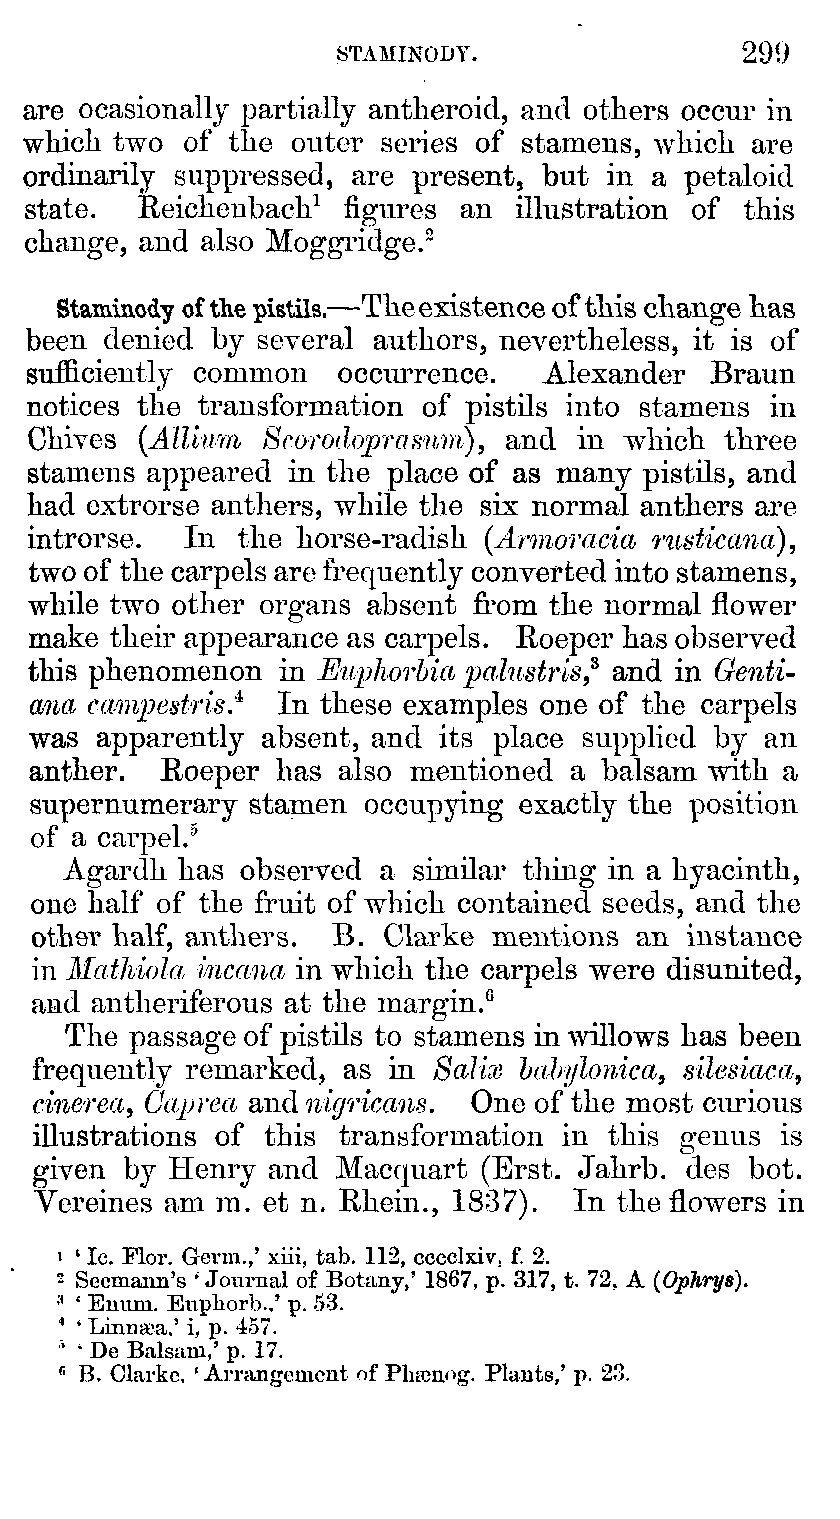 STAMINODY. 299
are ocasionally partially antheroid, and others occur in
which two of the outer series of stamens, which are
ordinarily suppressed, are present, but in a petaloid
state. Reichenbach¹ figures an illustration of this
change, and also Moggridge.²
Staminody of the pistils.—The existence of this change has
been denied by several authors, nevertheless, it is of
sufficiently common occurrence. Alexander Braun
notices the transformation of pistils into stamens in
Chives (Allium Scorodoprasum), and in which three
stamens appeared in the place of as many pistils, and
had extrorse anthers, while the six normal anthers are
introrse. In the horse-radish (Armoracia rusticana),
two of the carpels are frequently converted into stamens,
while two other organs absent from the normal flower
make their appearance as carpels. Roeper has observed
this phenomenon in Euphorbia palustris,³ and in Genti-
ana campestris.⁴ In these examples one of the carpels
was apparently absent, and its place supplied by an
anther. Roeper has also mentioned a balsam with a
supernumerary stamen occupying exactly the position
of a carpel.⁵
Agardh has observed a similar thing in a hyacinth,
one half of the fruit of which contained seeds, and the
other half, anthers. B. Clarke mentions an instance
in Mathiola incana in which the carpels were disunited,
and antheriferous at the margin.⁶
The passage of pistils to stamens in willows has been
frequently remarked, as in Salix babylonica, silesiaca,
cinerea, Caprea and nigricans. One of the most curious
illustrations of this transformation in this genus is
given by Henry and Macquart (Erst. Jahrb. des bot.
Vereines am m. et n. Rhein., 1837). In the flowers in
¹ ‘Ic. Flor. Germ.,’ xiii, tab. 112, cccclxiv, f. 2.
² Seemann's ‘Journal of Botany,’ 1867, p. 317, t. 72, A (Ophrys).
³ ‘Enum. Euphorb.,’ p. 53.
⁴ ‘Linnæa,’ i, p. 457.
⁵ ‘De Balsam,’ p. 17.
⁶ B. Clarke, ‘Arrangement of Phænog. Plants,’ p. 23.